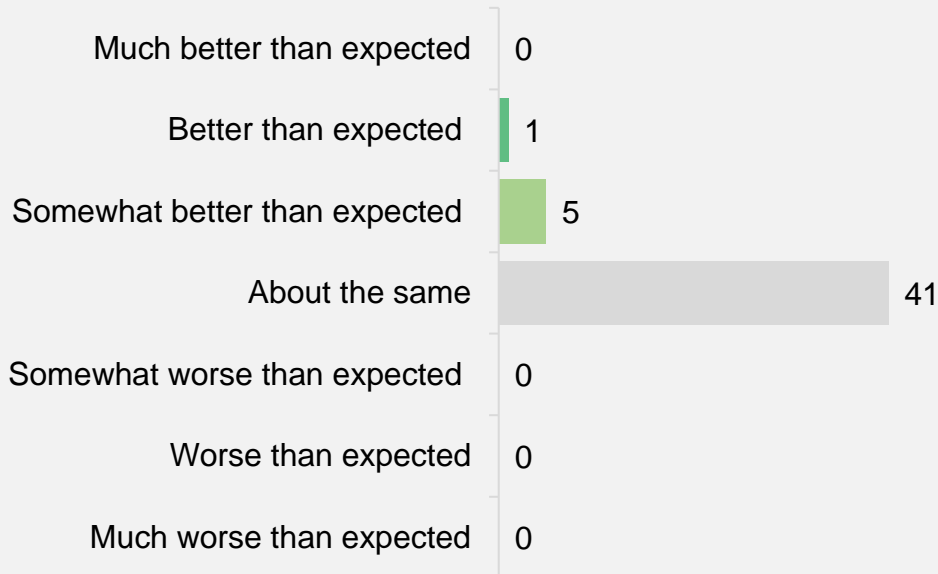 Much better than expected 0
Better than expected 1
Somewhat better than expected 5
About the same 41
Somewhat worse than expected 0
Worse than expected 0
Much worse than expected 0